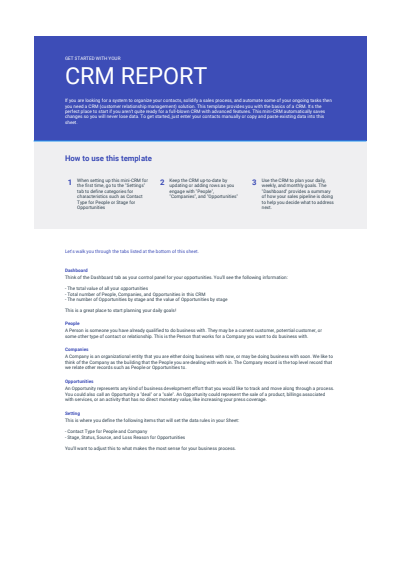 GET STARTED WITH YOUR
CRM REPORT
If you are looking for a system to organize your contacts, solidify a sales process, and automate some of your ongoing tasks then
you need a CRM (customer relationship management) solution. This template provides you with the basics of a CRM. It's the
perfect place to start if you aren't quite ready for a full-blown CRM with advanced features. This mini-CRM automatically saves
changes so you will never lose data. To get started, just enter your contacts manually or copy and paste existing data into this
sheet.
How to use this template
1
When setting up this mini-CRM for
the first time, go to the "Settings"
tab to define categories for
characteristics such as Contact
Type for People or Stage for
Opportunities
2
Keep the CRM up-to-date by
updating or adding rows as you
engage with "People",
"Companies", and "Opportunities"
3
Use the CRM to plan your daily,
weekly, and monthly goals. The
"Dashboard" provides a summary
of how your sales pipeline is doing
to help you decide what to address
next.
Let's walk you through the tabs listed at the bottom of this sheet.
Dashboard
Think of the Dashboard tab as your control panel for your opportunities. You'll see the following information:
- The total value of all your opportunities
- Total number of People, Companies, and Opportunities in this CRM
- The number of Opportunities by stage and the value of Opportunities by stage
This is a great place to start planning your daily goals!
People
A Person is someone you have already qualified to do business with. They may be a current customer, potential customer, or
some other type of contact or relationship. This is the Person that works for a Company you want to do business with.
Companies
A Company is an organizational entity that you are either doing business with now, or may be doing business with soon. We like to
think of the Company as the building that the People you are dealing with work in. The Company record is the top level record that
we relate other records such as People or Opportunities to.
Opportunities
An Opportunity represents any kind of business development effort that you would like to track and move along through a process.
You could also call an Opportunity a "deal" or a "sale". An Opportunity could represent the sale of a product, billings associated
with services, or an activity that has no direct monetary value, like increasing your press coverage.
Setting
This is where you define the following items that will set the data rules in your Sheet
- Contact Type for People and Company
- Stage, Status, Source, and Loss Reason for Opportunities
You'll want to adjust this to what makes the most sense for your business process